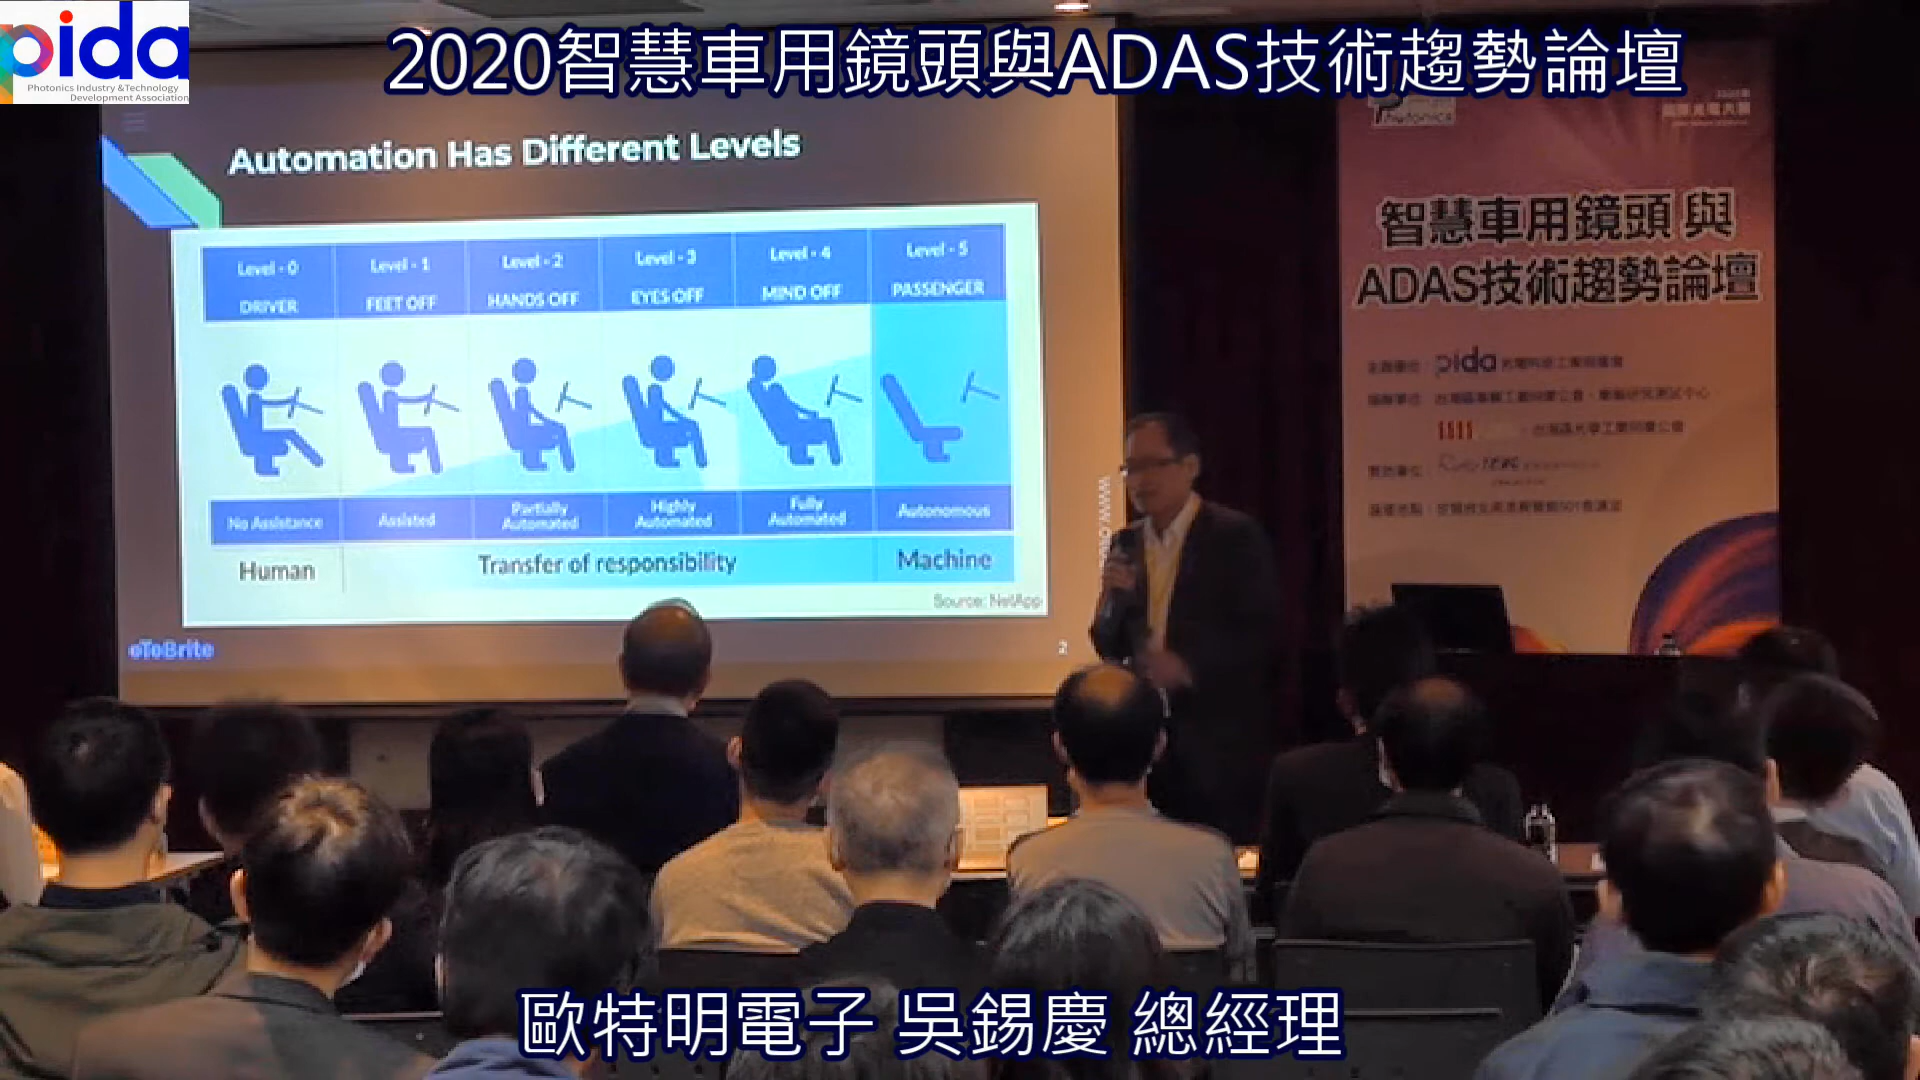 pida
Photonics Industry & Technology
Development Association
2020智慧車用鏡頭與ADAS技術趨勢論壇
Automation Has Different Levels
Level - 0
DRIVER
Level - 1
FEET OFF
Level - 2
HANDS OFF
Level - 3
EYES OFF
Level - 4
MIND OFF
Level - 5
PASSENGER
No Assistance
Assisted
Partially
Automated
Highly
Automated
Fully
Automated
Autonomous
Human
Transfer of responsibility
Machine
Source: NetApp
oToBrite
2
www.oto
Photonics
智慧車用鏡頭 與
ADAS技術趨勢論壇
pida
歐特明電子 吳錫慶 總經理